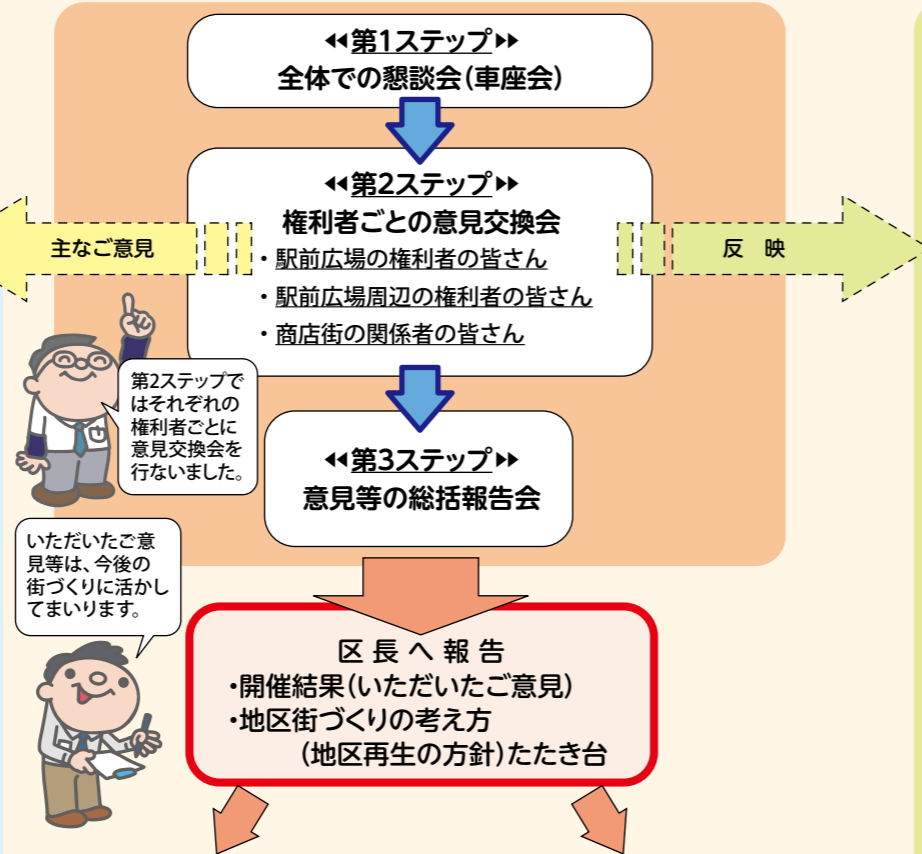 ◀◀第1ステップ▶▶
全体での懇談会(車座会)
◀◀第2ステップ▶▶
権利者ごとの意見交換会
・駅前広場の権利者の皆さん
・駅前広場周辺の権利者の皆さん
・商店街の関係者の皆さん
主なご意見
反 映
第2ステップで
はそれぞれの
権利者ごとに
意見交換会を
行ないました。
◀◀第3ステップ▶▶
意見等の総括報告会
いただいたご意
見等は、今後の
街づくりに活かし
てまいります。
区 長 へ 報 告
・開催結果(いただいたご意見)
・地区街づくりの考え方
(地区再生の方針)たたき台